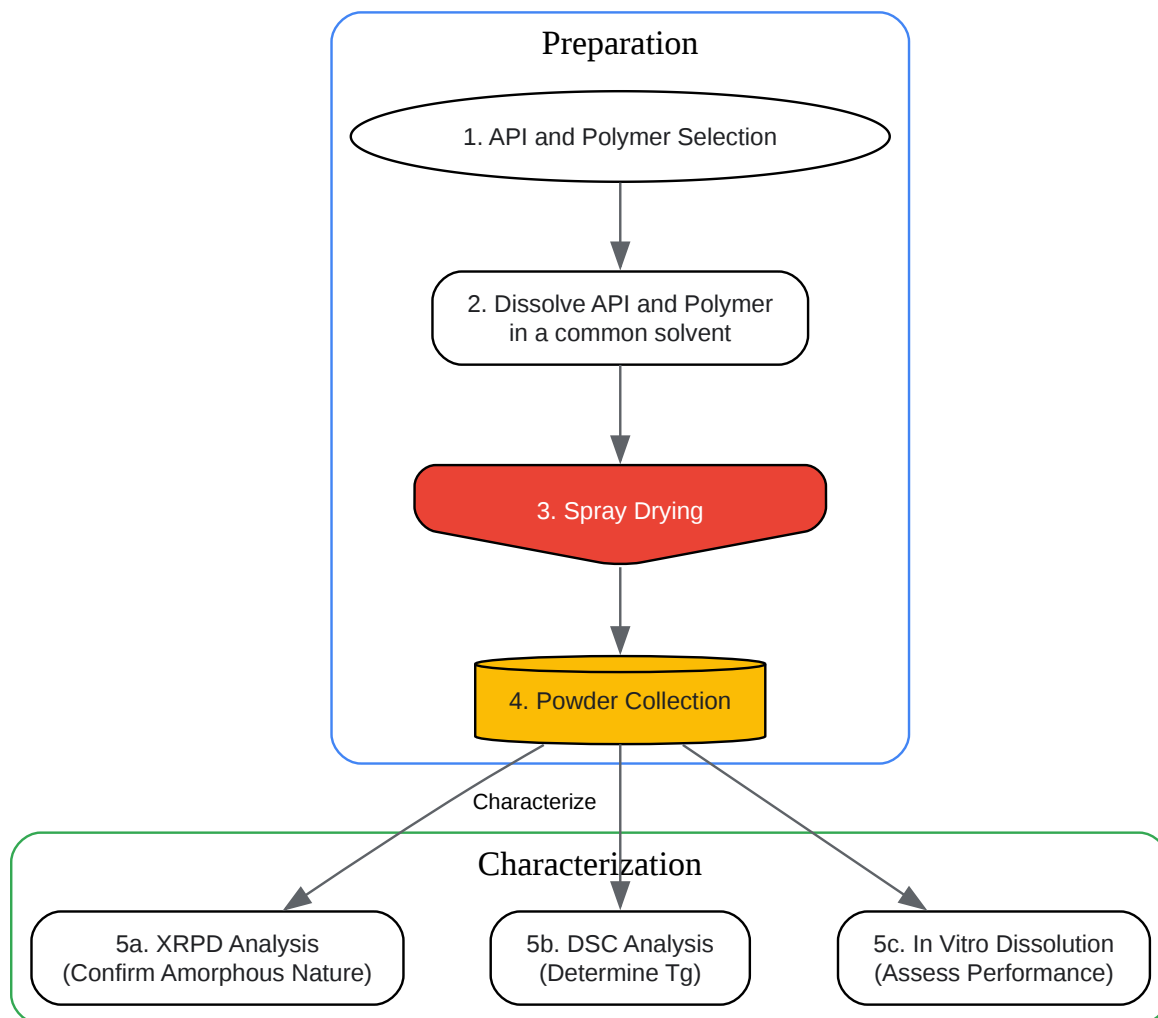 Preparation
1. API and Polymer Selection
2. Dissolve API and Polymer
in a common solvent
3. Spray Drying
4. Powder Collection
Characterize
Characterization
5a. XRPD Analysis
(Confirm Amorphous Nature)
5b. DSC Analysis
(Determine Tg)
5c. In Vitro Dissolution
(Assess Performance)